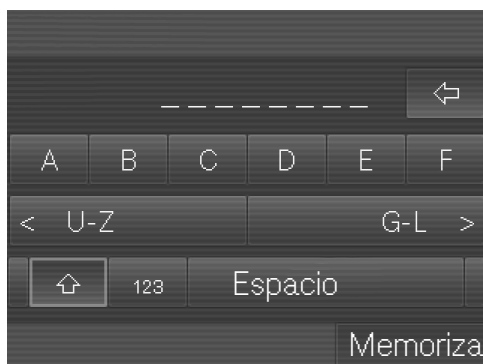 _ _ _ _ _ _ _ _ _
A B C D E F
< U-Z G-L >
123 Espacio
Memoriza